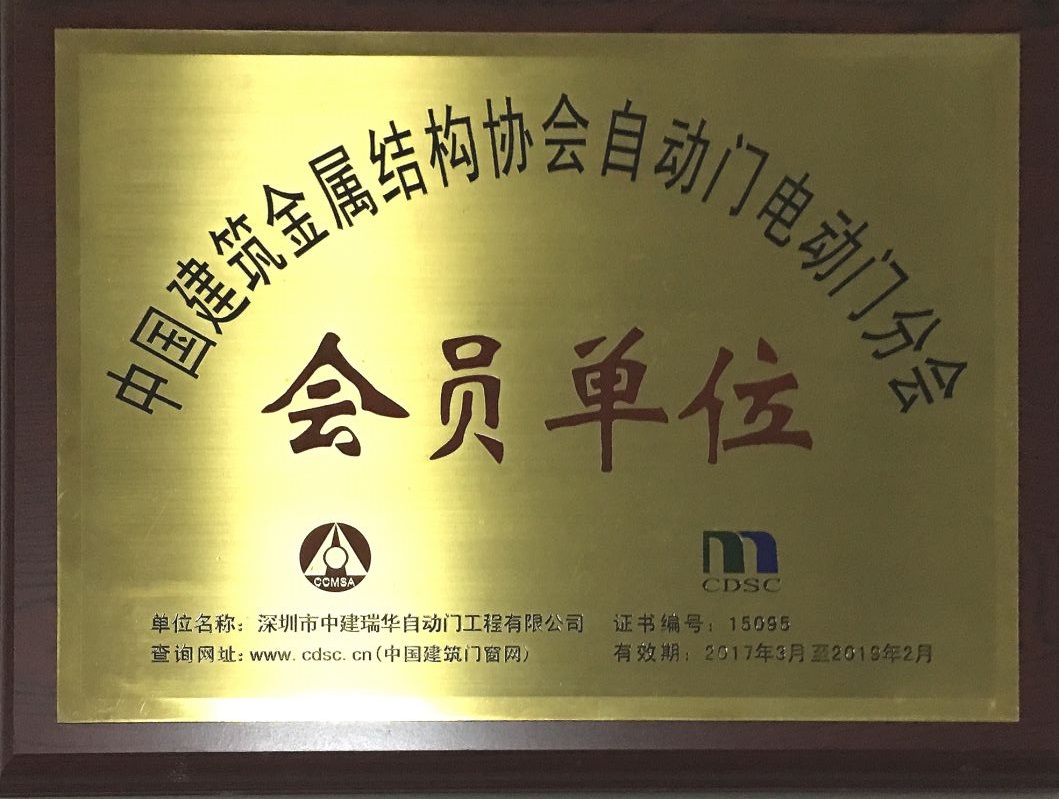 中国建筑金属结构协会自动门电动门分会
会员单位
CCMSA
CDSC
单位名称：深圳市中建瑞华自动门工程有限公司
证书编号：15095
查询网址：www.cdsc.cn(中国建筑门窗网)
有效期：2017年3月至2019年2月